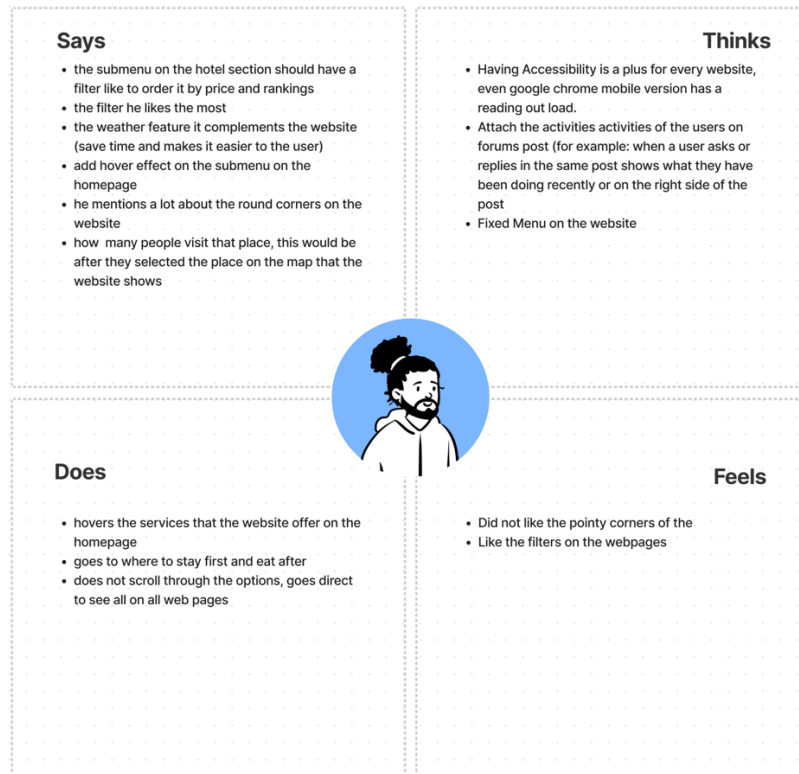 Says
• the submenu on the hotel section should have a
filter like to order it by price and rankings
• the filter he likes the most
• the weather feature it complements the website
(save time and makes it easier to the user)
• add hover effect on the submenu on the
homepage
• he mentions a lot about the round corners on the
website
• how  many people visit that place, this would be
after they selected the place on the map that the
website shows
Thinks
• Having Accessibility is a plus for every website,
even google chrome mobile version has a
reading out load.
• Attach the activities activities of the users on
forums post (for example: when a user asks or
replies in the same post shows what they have
been doing recently or on the right side of the
post
• Fixed Menu on the website
Does
• hovers the services that the website offer on the
homepage
• goes to where to stay first and eat after
• does not scroll through the options, goes direct
to see all on all web pages
Feels
• Did not like the pointy corners of the
• Like the filters on the webpages